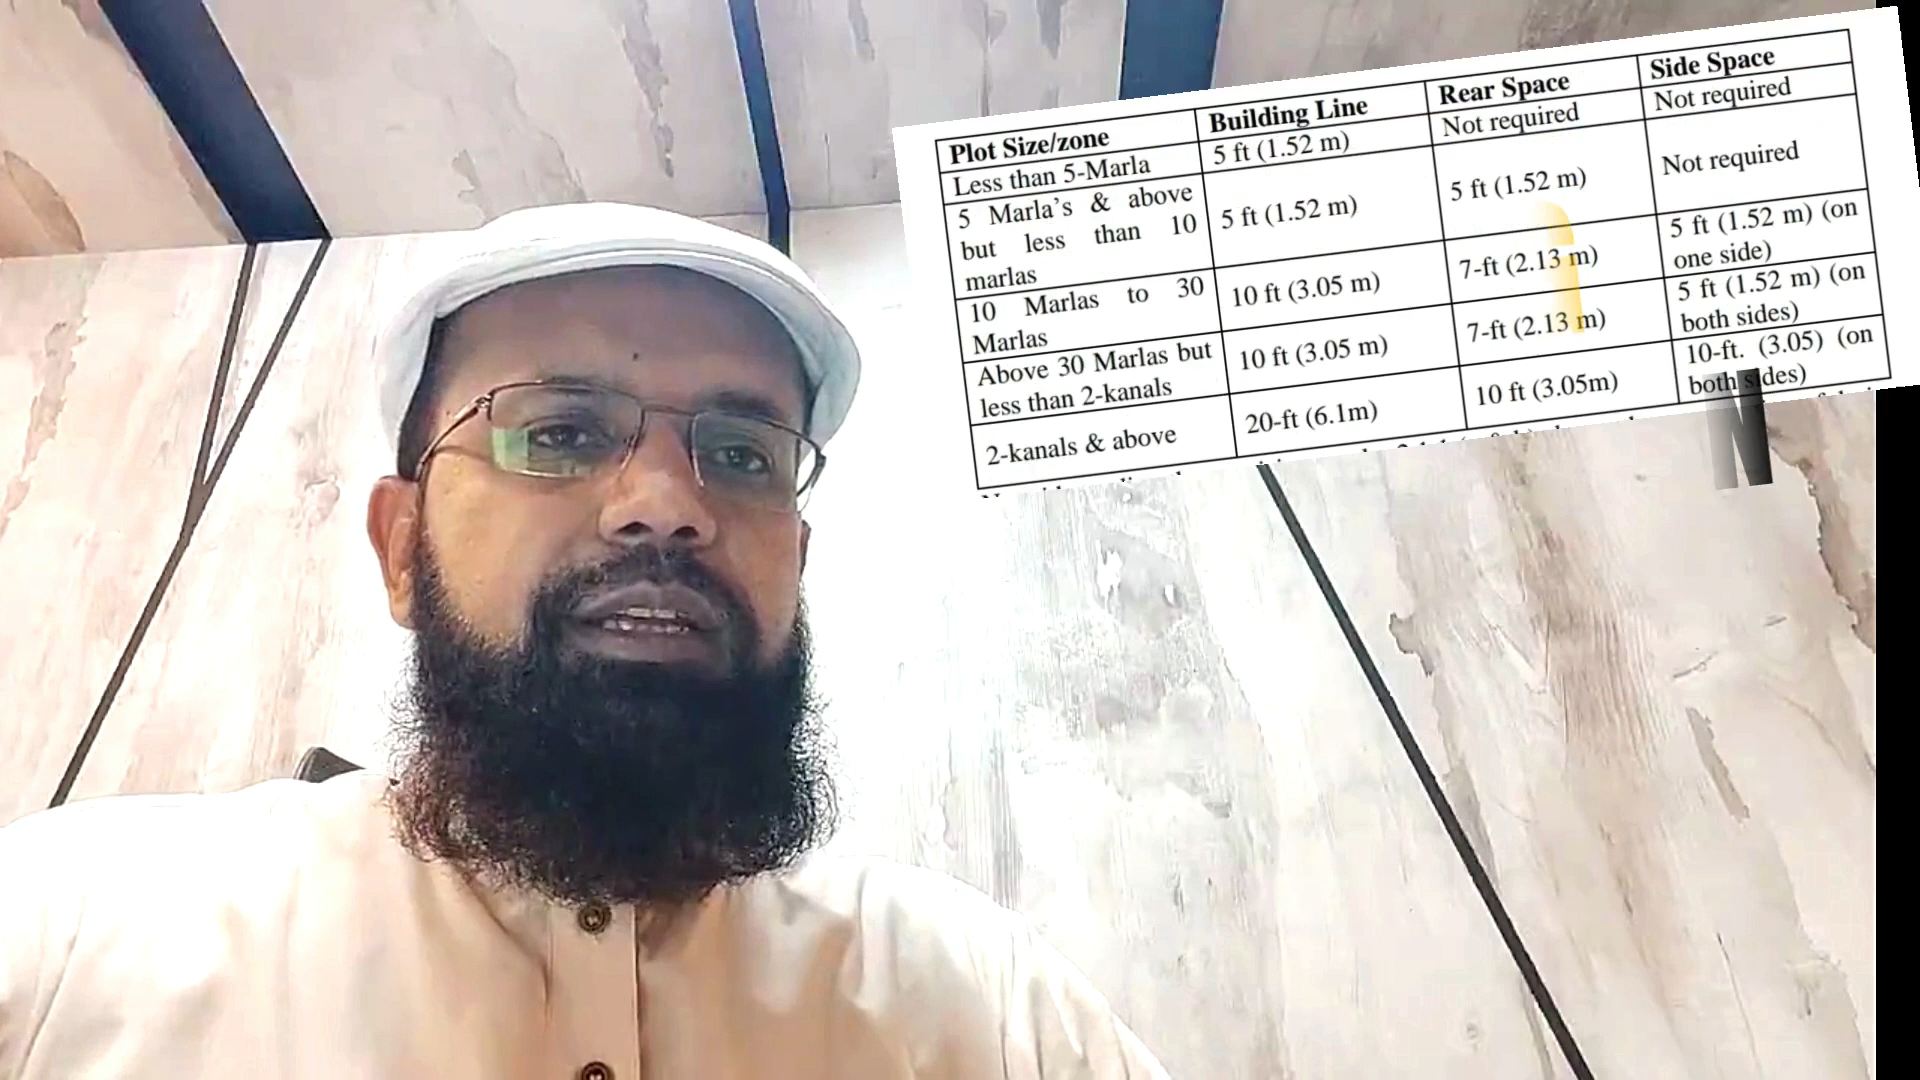 Plot Size/zone Building Line Rear Space Side Space
Less than 5-Marla 5 ft (1.52 m) Not required Not required
5 Marla’s & above
but less than 10
marlas
5 ft (1.52 m) 5 ft (1.52 m) Not required
10 Marlas to 30
Marlas
10 ft (3.05 m) 7-ft (2.13 m)
5 ft (1.52 m) (on
one side)
Above 30 Marlas but
less than 2-kanals
10 ft (3.05 m) 7-ft (2.13 m)
5 ft (1.52 m) (on
both sides)
2-kanals & above 20-ft (6.1m) 10 ft (3.05m)
10-ft. (3.05) (on
both sides)
N